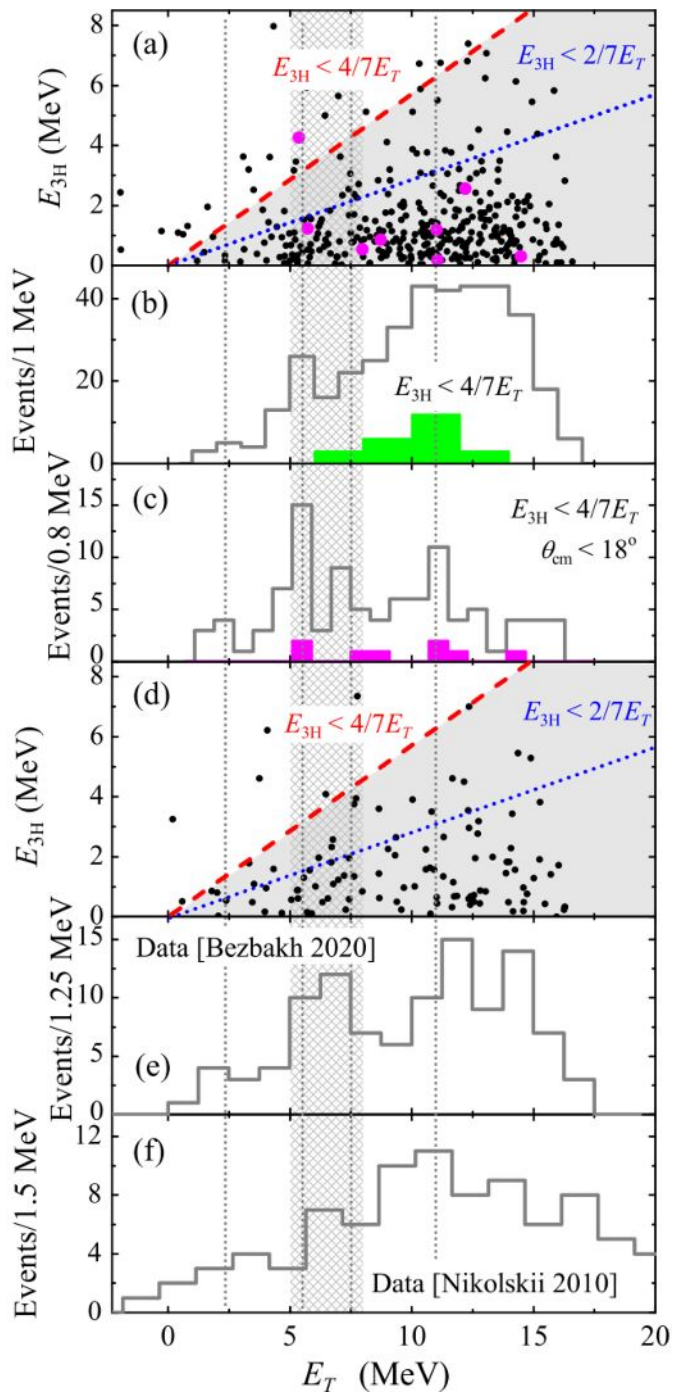 (a)
E3H < 4/7ET
E3H < 2/7ET
E3H (MeV)
8
6
4
2
0
(b)
E3H < 4/7ET
Events/1 MeV
40
20
0
(c)
E3H < 4/7ET
θcm < 18°
Events/0.8 MeV
15
10
5
0
(d)
E3H < 4/7ET
E3H < 2/7ET
E3H (MeV)
8
6
4
2
0
Data [Bezbakh 2020]
(e)
Events/1.25 MeV
15
10
5
0
(f)
Data [Nikolskii 2010]
Events/1.5 MeV
12
8
4
0
0 5 10 15 20
ET (MeV)